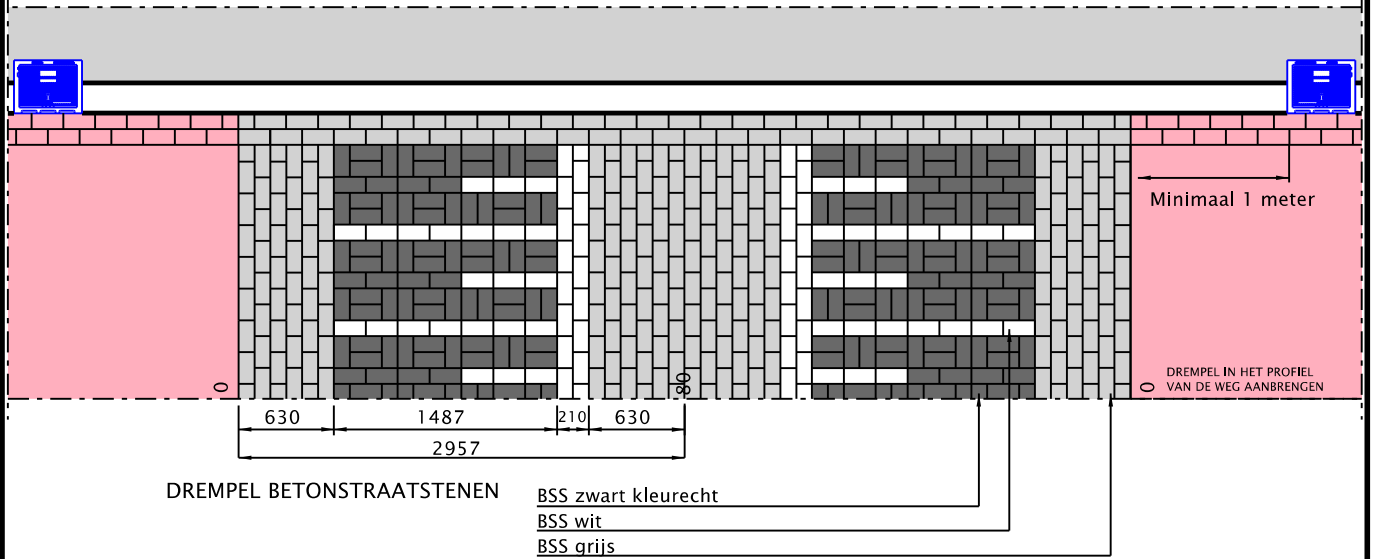 Minimaal 1 meter
0
80
0
DREMPEL IN HET PROFIEL
VAN DE WEG AANBRENGEN
630
1487
210
630
2957
DREMPEL BETONSTRAATSTENEN
BSS zwart kleurecht
BSS wit
BSS grijs